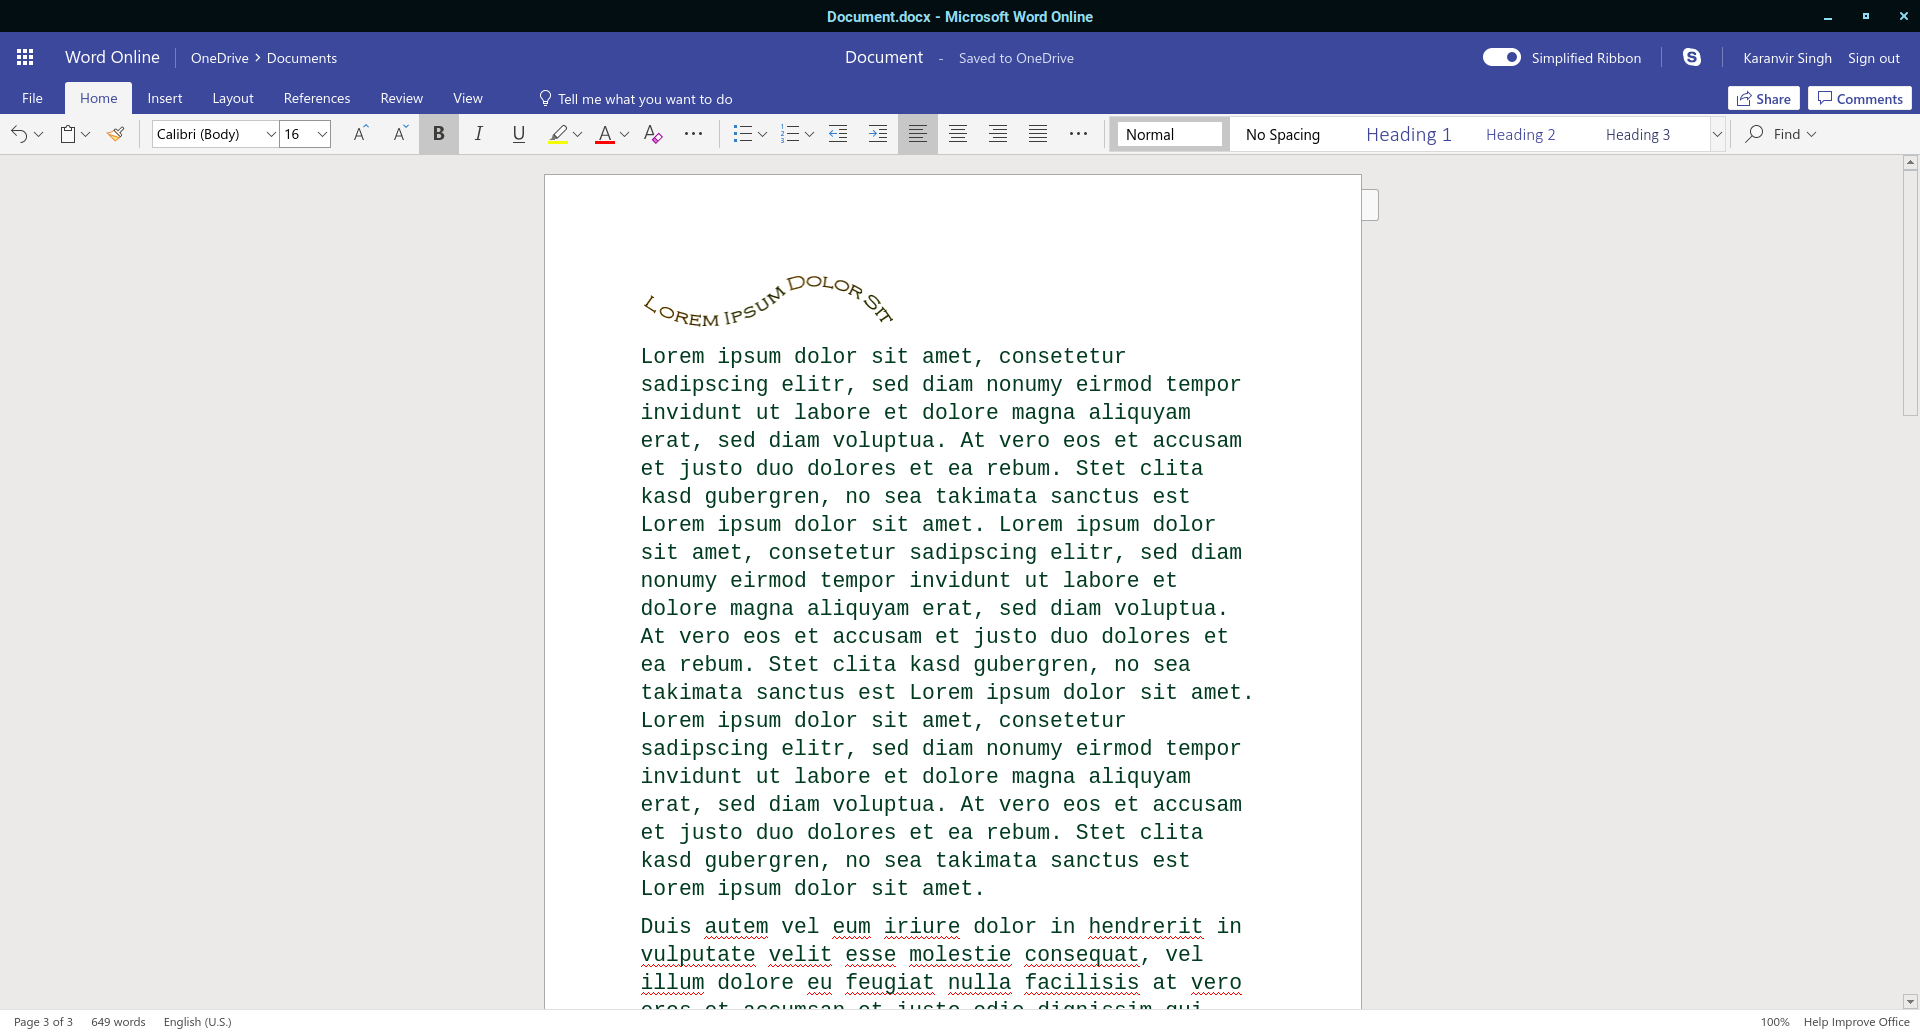 Document.docx - Microsoft Word Online
Word Online OneDrive > Documents Document - Saved to OneDrive Simplified Ribbon Karanvir Singh Sign out
File Home Insert Layout References Review View Tell me what you want to do Share Comments
Calibri (Body) 16 A A B I U A A Normal No Spacing Heading 1 Heading 2 Heading 3 Find
Lorem Ipsum Dolor Sit
Lorem ipsum dolor sit amet, consetetur
sadipscing elitr, sed diam nonumy eirmod tempor
invidunt ut labore et dolore magna aliquyam
erat, sed diam voluptua. At vero eos et accusam
et justo duo dolores et ea rebum. Stet clita
kasd gubergren, no sea takimata sanctus est
Lorem ipsum dolor sit amet. Lorem ipsum dolor
sit amet, consetetur sadipscing elitr, sed diam
nonumy eirmod tempor invidunt ut labore et
dolore magna aliquyam erat, sed diam voluptua.
At vero eos et accusam et justo duo dolores et
ea rebum. Stet clita kasd gubergren, no sea
takimata sanctus est Lorem ipsum dolor sit amet.
Lorem ipsum dolor sit amet, consetetur
sadipscing elitr, sed diam nonumy eirmod tempor
invidunt ut labore et dolore magna aliquyam
erat, sed diam voluptua. At vero eos et accusam
et justo duo dolores et ea rebum. Stet clita
kasd gubergren, no sea takimata sanctus est
Lorem ipsum dolor sit amet.
Duis autem vel eum iriure dolor in hendrerit in
vulputate velit esse molestie consequat, vel
illum dolore eu feugiat nulla facilisis at vero
eros et accumsan et iusto odio dignissim qui
Page 3 of 3 649 words English (U.S.) 100% Help Improve Office